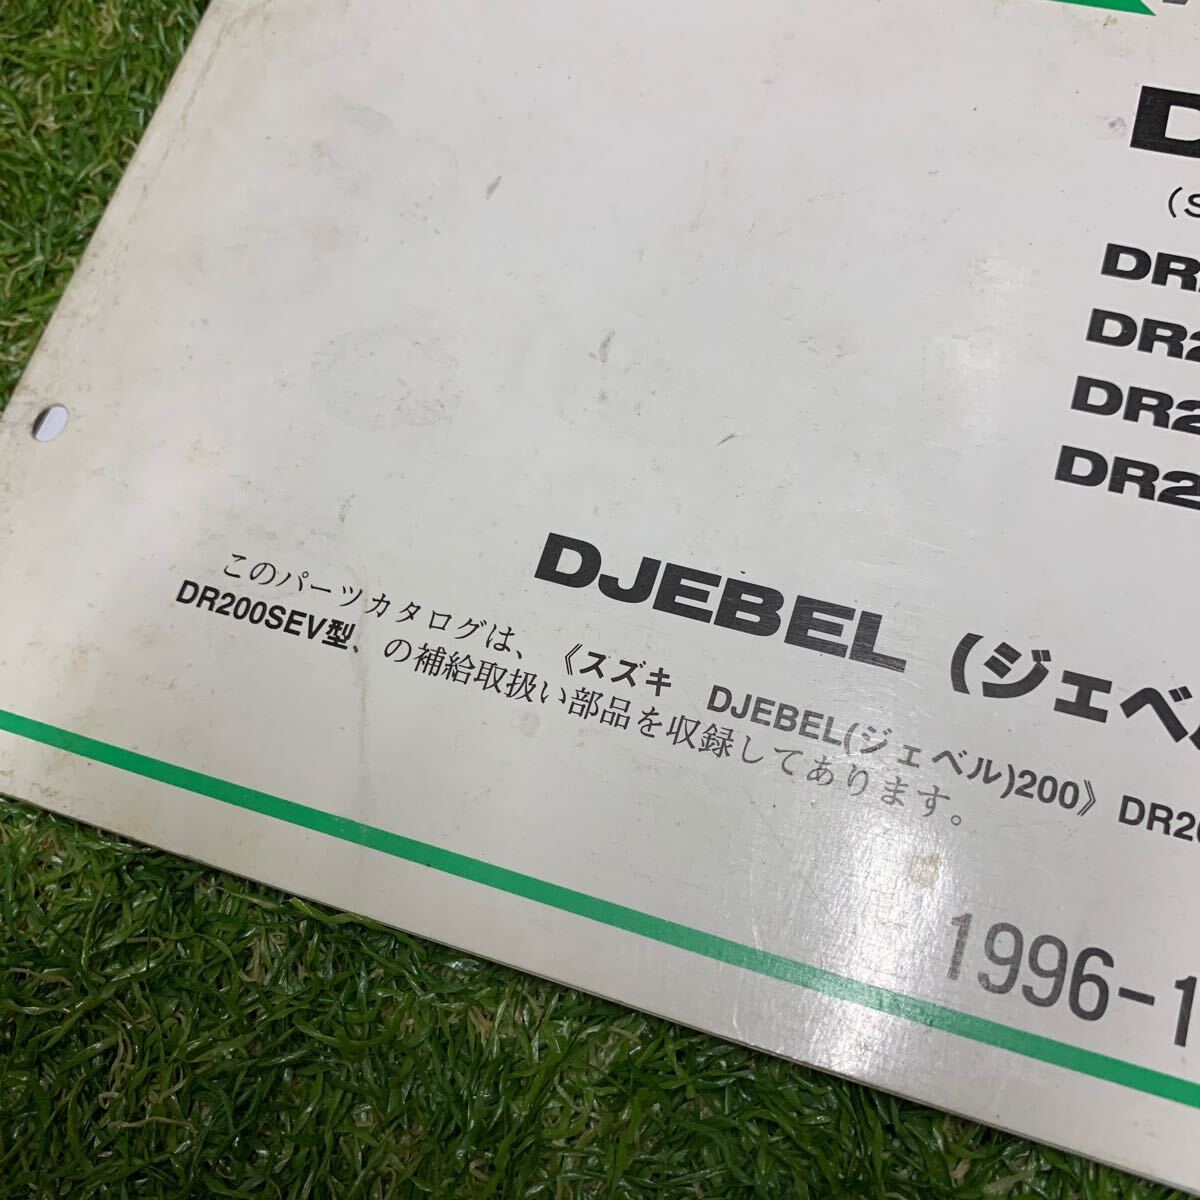 D
(S
DR
DR2
DR2
DR2
DJEBEL (ジェベル
このパーツカタログは、《スズキ DJEBEL(ジェベル)200》 DR20
DR200SEV型、の補給取扱い部品を収録してあります。
1996-1